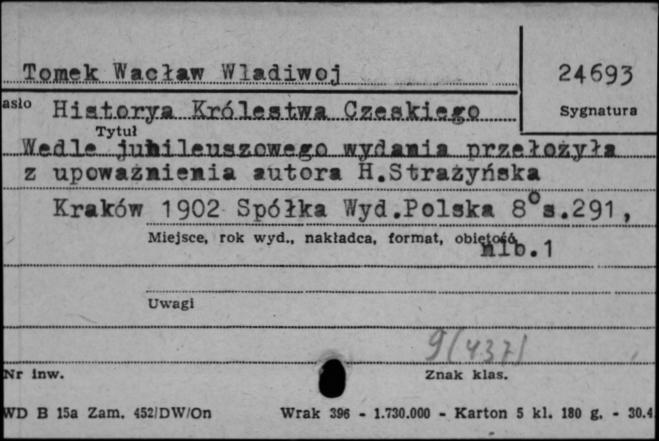 Tomek Wacław Wladiwoj
24693
asło
Sygnatura
Historya Królestwa Czeskiego
Tytuł
Wedle jubileuszowego wydania przełożyła
z upoważnienia autora H.Strażyńska
Kraków 1902 Spółka Wyd.Polska 8° s.291,
Miejsce, rok wyd., nakładca, format, objętość
nlb.1
Uwagi
9(437)
Nr inw.
Znak klas.
WD B 15a Zam. 452/DW/On Wrak 396 - 1.730.000 - Karton 5 kl. 180 g. - 30.4